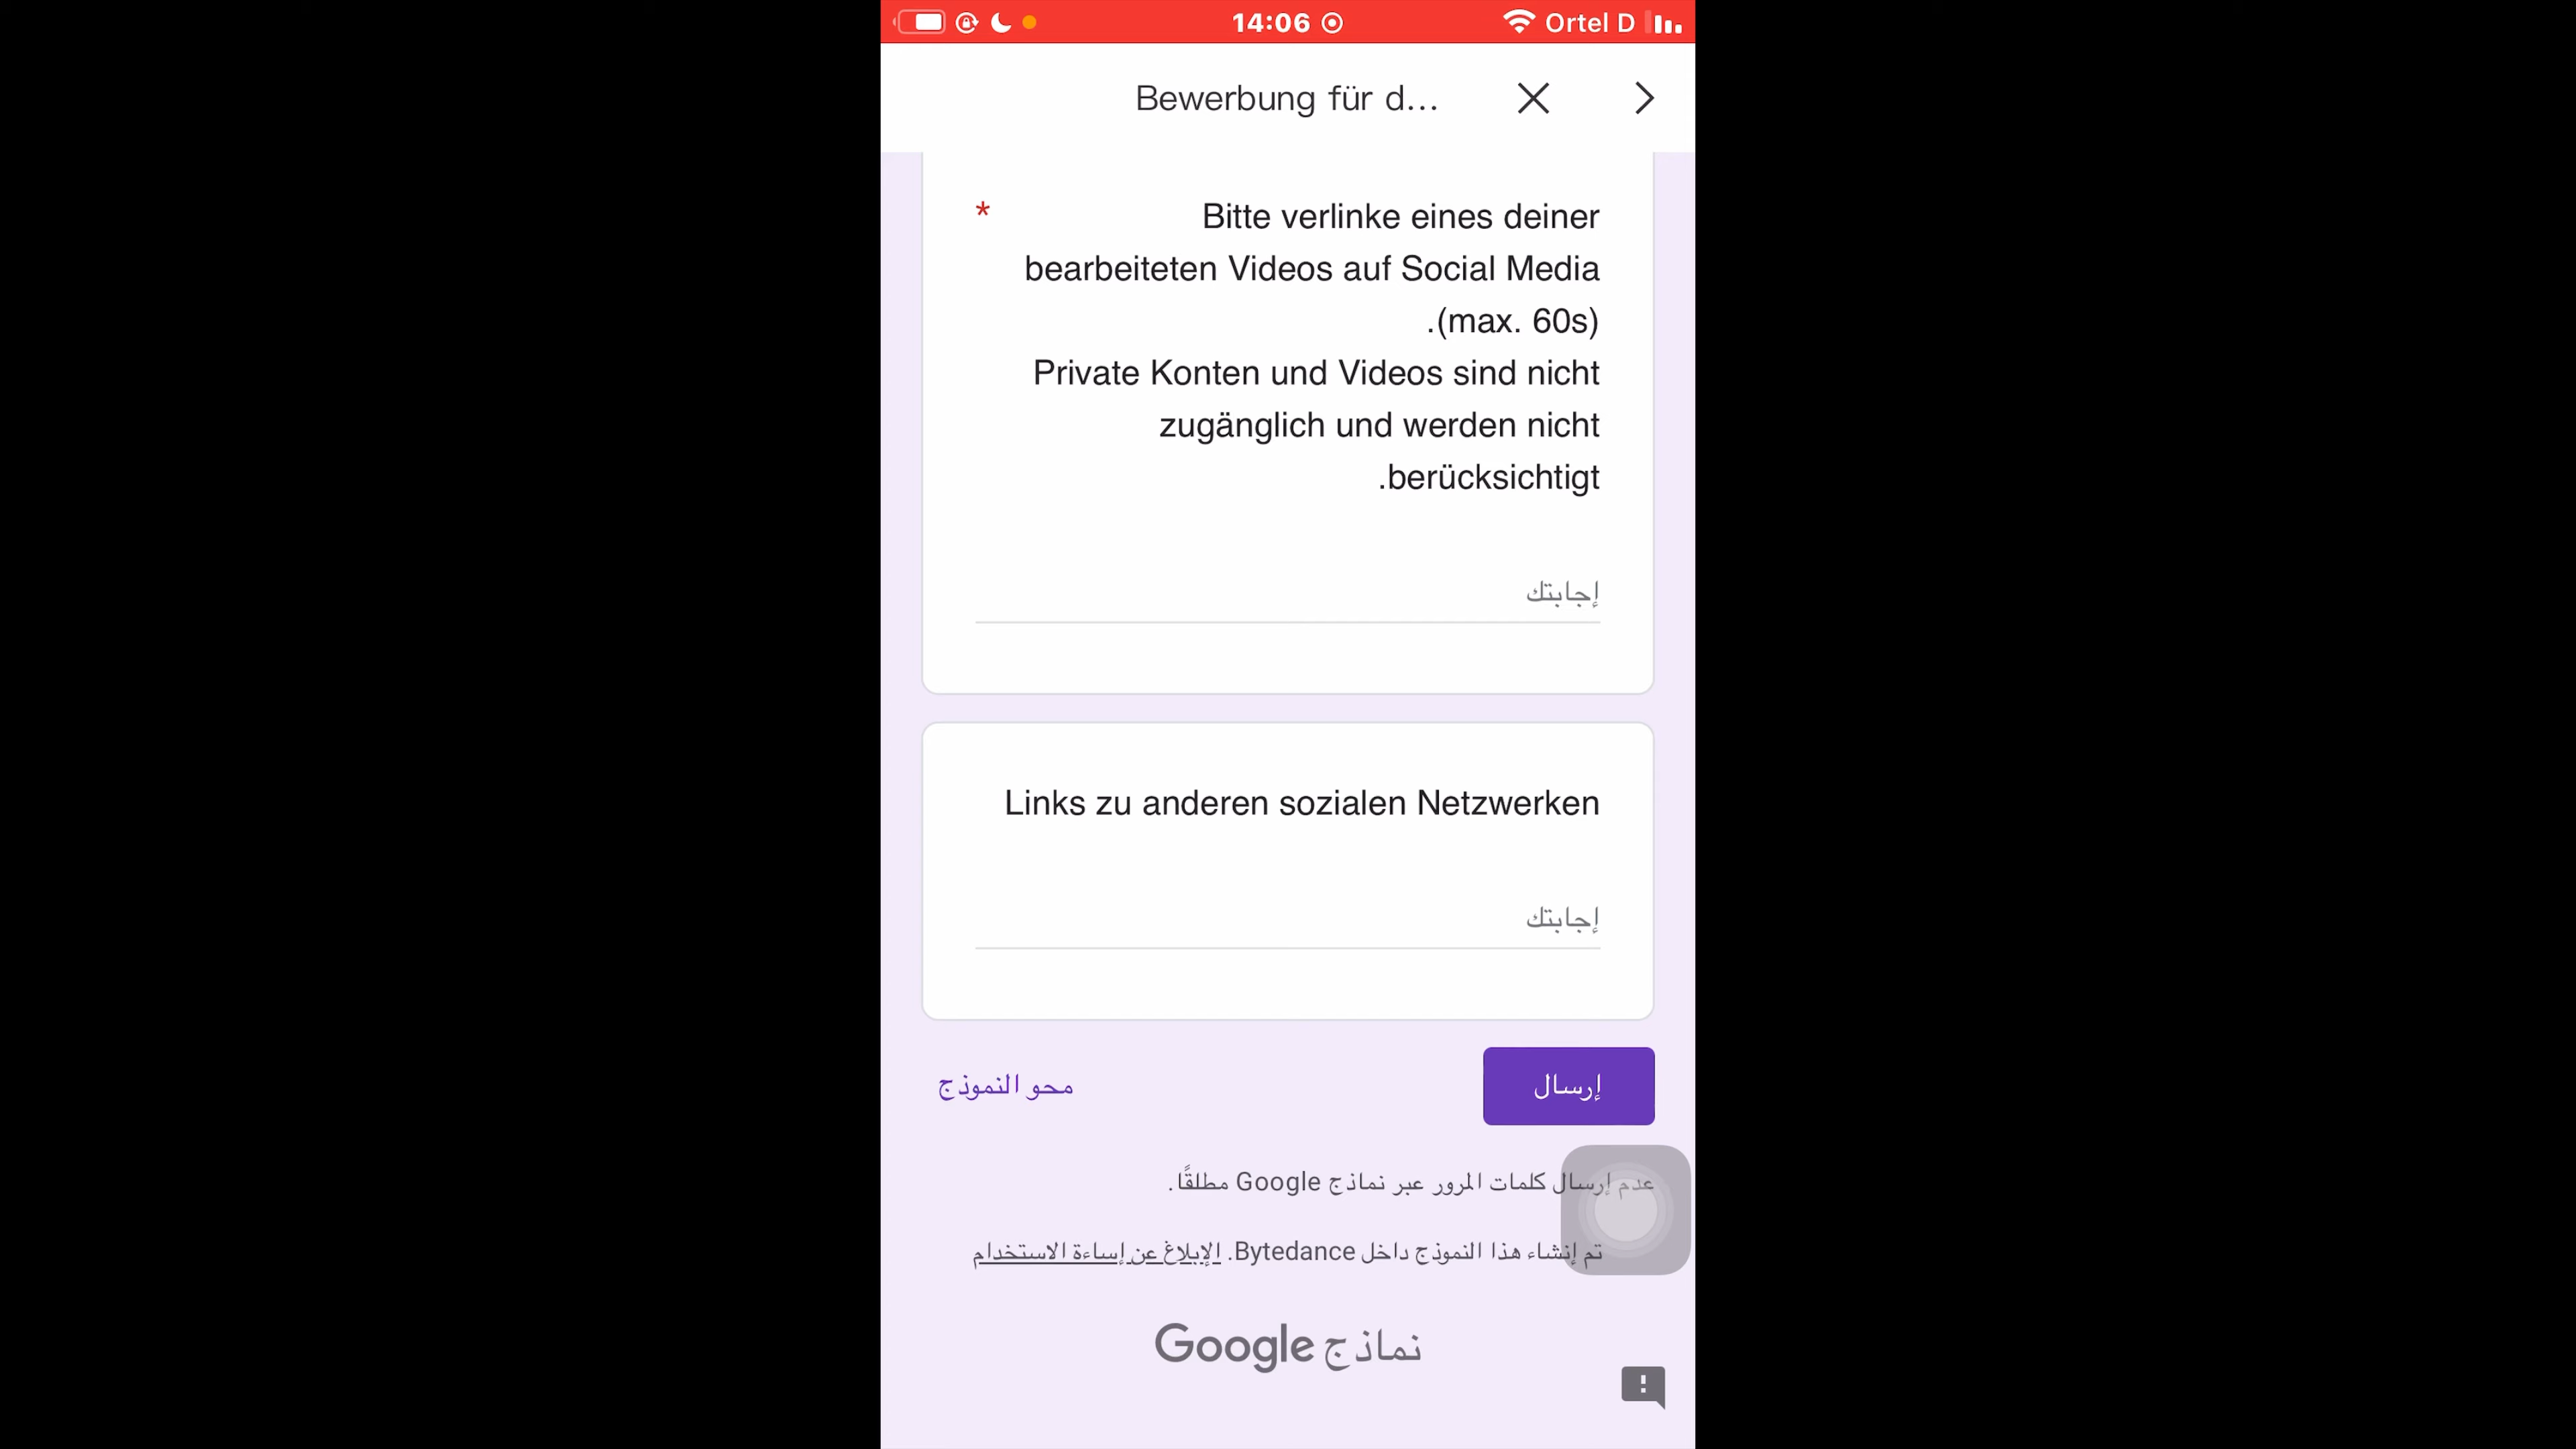 14:06
Ortel D
Bewerbung für d...
Bitte verlinke eines deiner *
bearbeiteten Videos auf Social Media
(max. 60s).
Private Konten und Videos sind nicht
zugänglich und werden nicht
berücksichtigt.
إجابتك
Links zu anderen sozialen Netzwerken
إجابتك
إرسال
محو النموذج
عدم إرسال كلمات المرور عبر نماذج Google مطلقًا.
تم إنشاء هذا النموذج داخل Bytedance. الإبلاغ عن إساءة الاستخدام
نماذج Google